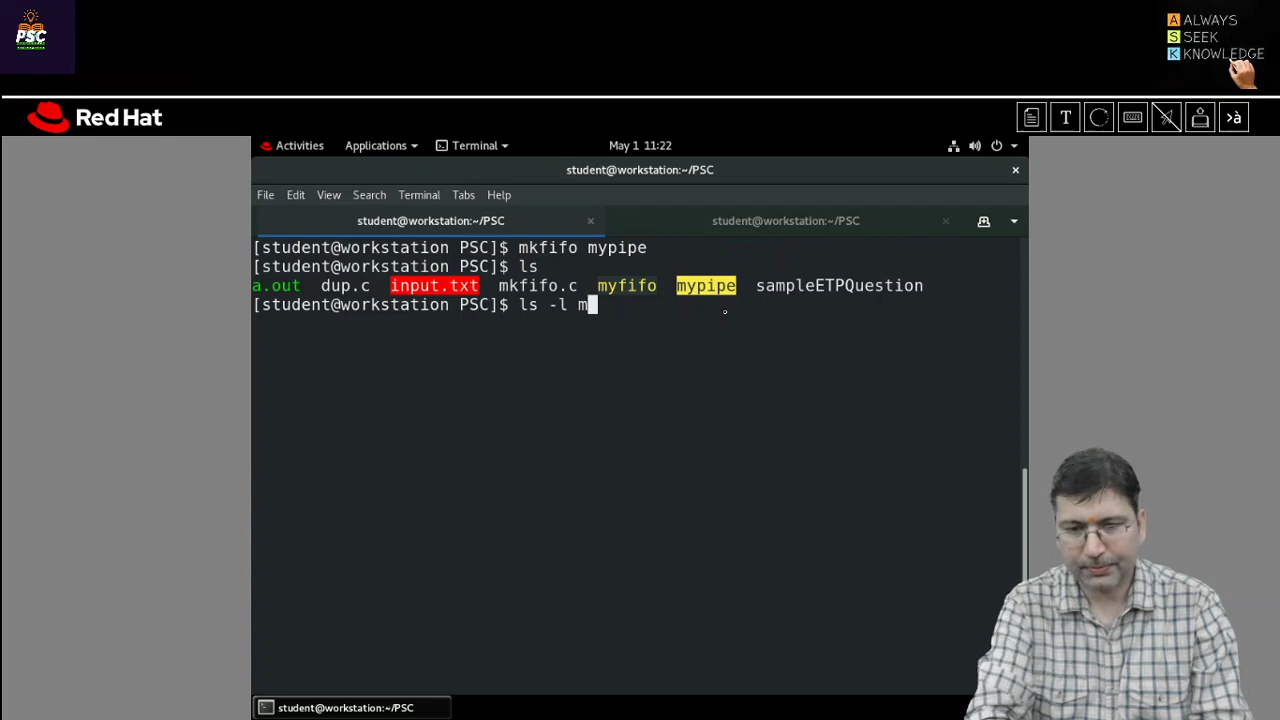 PSC
A ALWAYS
S SEEK
K KNOWLEDGE
Red Hat
T
>à
Activities Applications Terminal May 1 11:22
student@workstation:~/PSC ×
File Edit View Search Terminal Tabs Help
student@workstation:~/PSC × student@workstation:~/PSC ×
[student@workstation PSC]$ mkfifo mypipe
[student@workstation PSC]$ ls
a.out dup.c input.txt mkfifo.c myfifo mypipe sampleETPQuestion
[student@workstation PSC]$ ls -l m
student@workstation:~/PSC